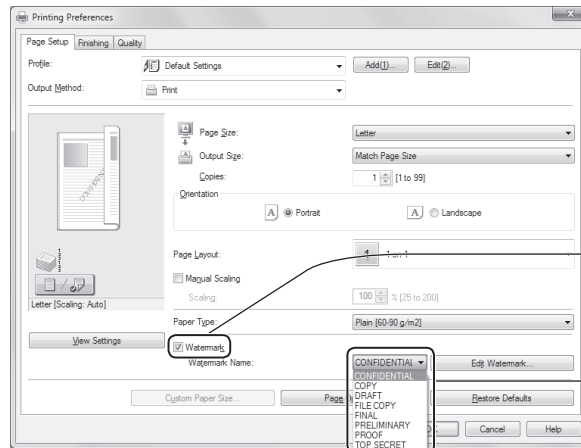 Printing Preferences
Page Setup Finishing Quality
Profile: Default Settings Add(1)... Edit(2)...
Output Method: Print
CONFIDENTIAL
Page Size: Letter
Output Size: Match Page Size
Copies: 1 [1 to 99]
Orientation
A Portrait A Landscape
Page Layout: 1 1 on 1
Manual Scaling
Scaling: 100 % [25 to 200]
Letter [Scaling: Auto]
Paper Type: Plain [60-90 g/m2]
View Settings
Watermark
Watermark Name: CONFIDENTIAL Edit Watermark...
CONFIDENTIAL
COPY
DRAFT
FILE COPY
FINAL
PRELIMINARY
PROOF
TOP SECRET
Custom Paper Size... Page Restore Defaults
Cancel Help